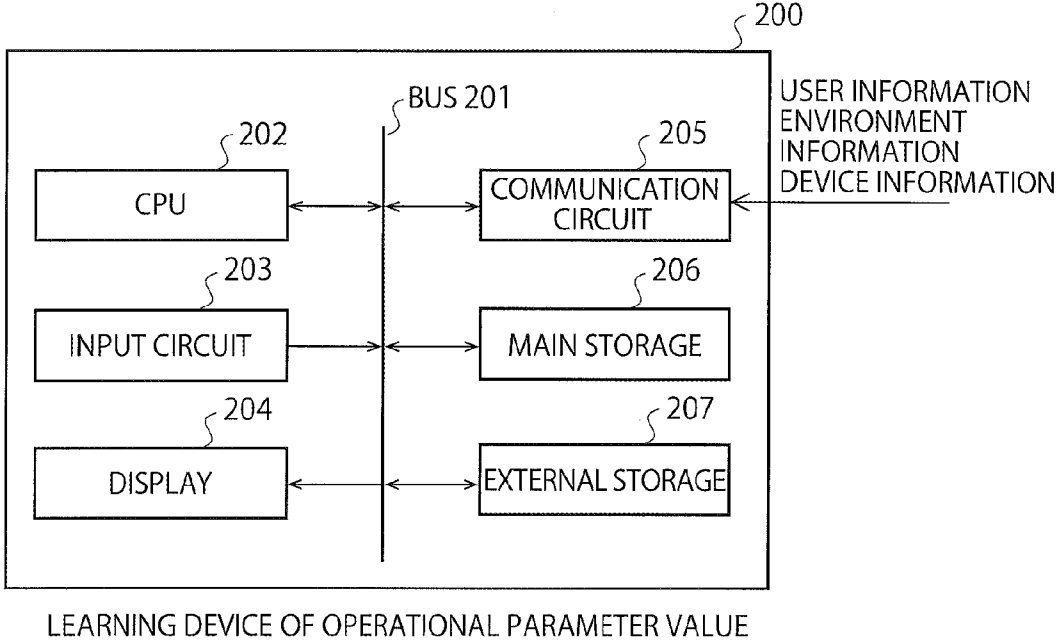 200
BUS 201
USER INFORMATION
ENVIRONMENT
INFORMATION
DEVICE INFORMATION
202
CPU
205
COMMUNICATION
CIRCUIT
203
INPUT CIRCUIT
206
MAIN STORAGE
204
DISPLAY
207
EXTERNAL STORAGE
LEARNING DEVICE OF OPERATIONAL PARAMETER VALUE